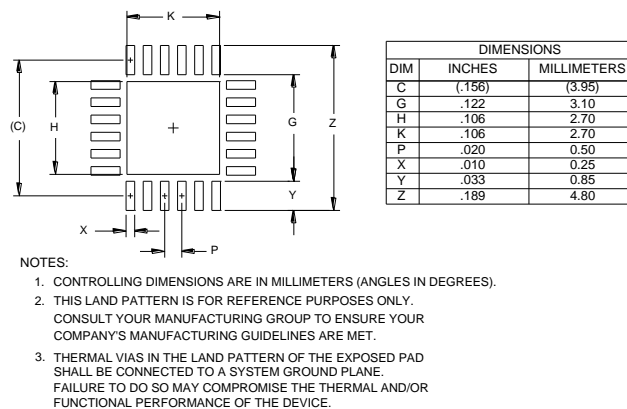 K
(C)
H
G
Z
Y
X
P
DIMENSIONS
DIM INCHES MILLIMETERS
C (.156) (3.95)
G .122 3.10
H .106 2.70
K .106 2.70
P .020 0.50
X .010 0.25
Y .033 0.85
Z .189 4.80
NOTES:
1. CONTROLLING DIMENSIONS ARE IN MILLIMETERS (ANGLES IN DEGREES).
2. THIS LAND PATTERN IS FOR REFERENCE PURPOSES ONLY.
CONSULT YOUR MANUFACTURING GROUP TO ENSURE YOUR
COMPANY'S MANUFACTURING GUIDELINES ARE MET.
3. THERMAL VIAS IN THE LAND PATTERN OF THE EXPOSED PAD
SHALL BE CONNECTED TO A SYSTEM GROUND PLANE.
FAILURE TO DO SO MAY COMPROMISE THE THERMAL AND/OR
FUNCTIONAL PERFORMANCE OF THE DEVICE.